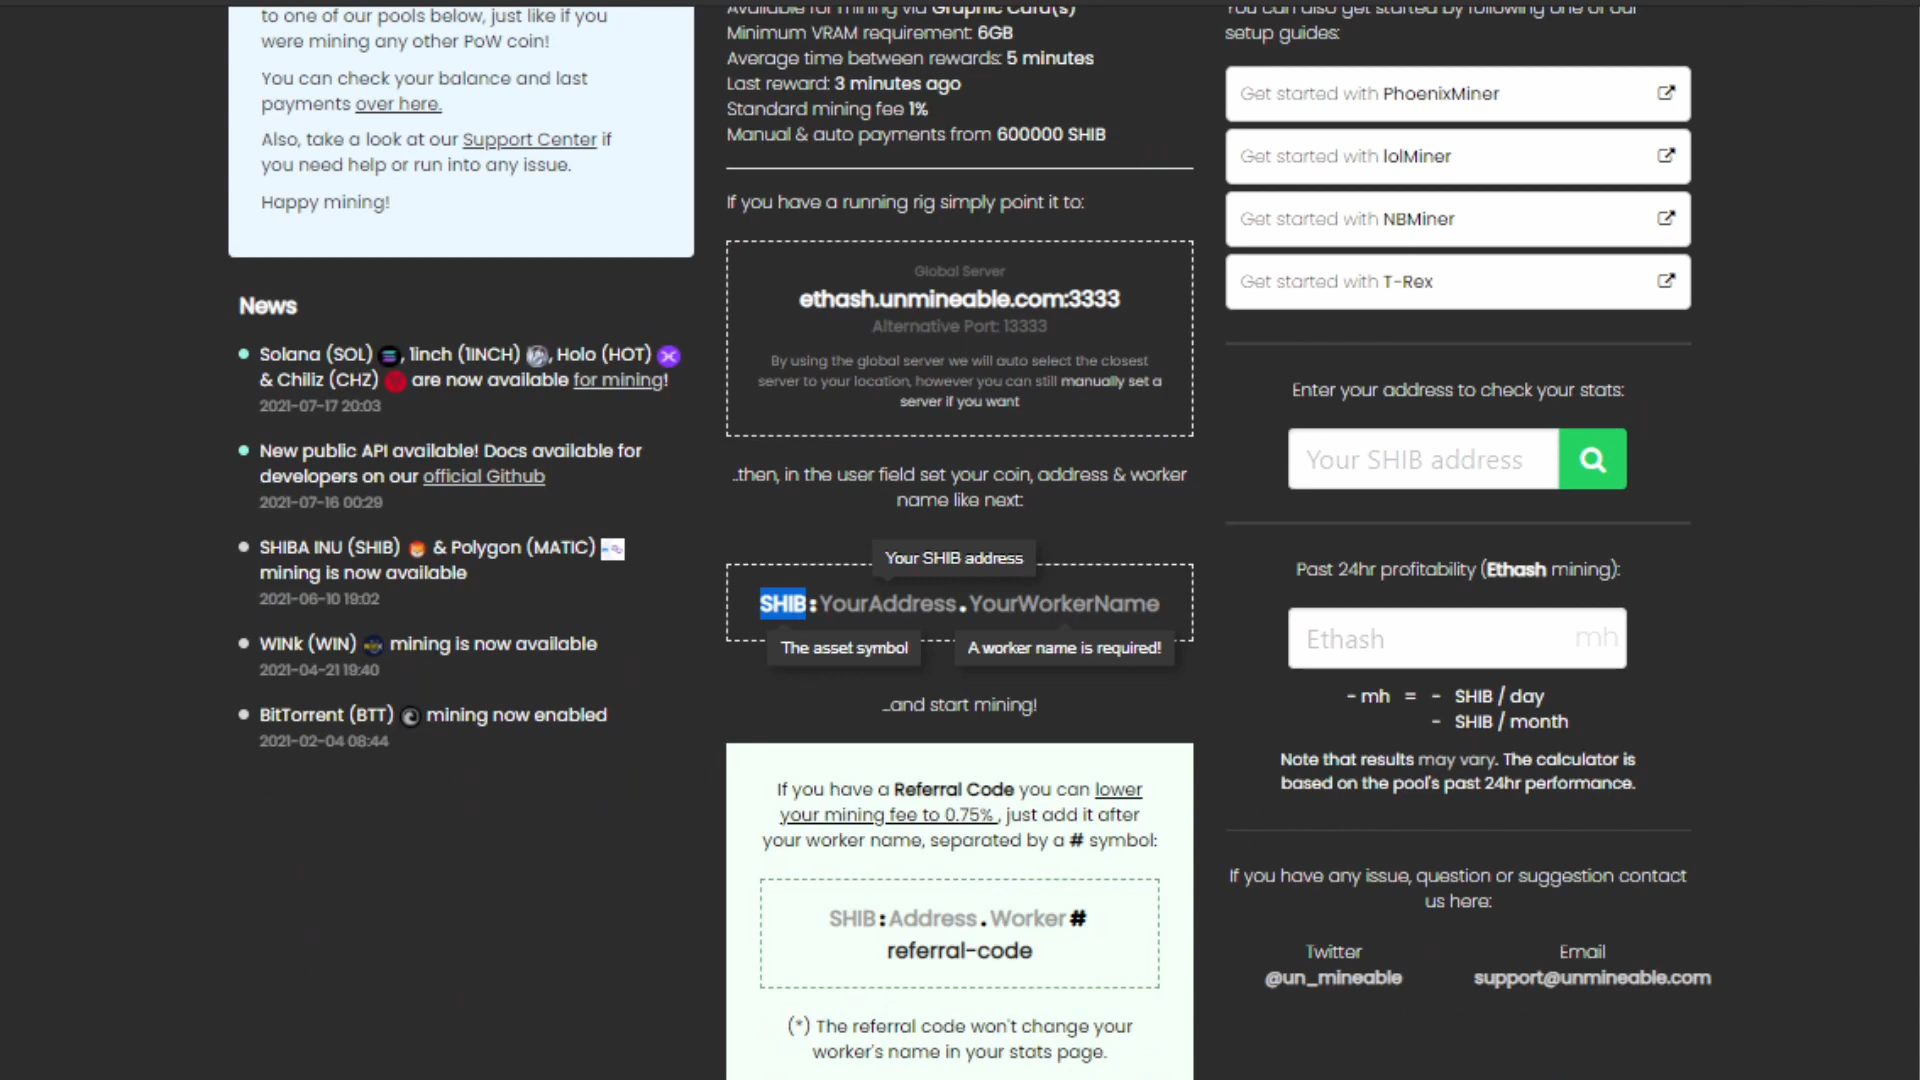 to one of our pools below, just like if you
were mining any other PoW coin!
You can check your balance and last
payments over here.
Also, take a look at our Support Center if
you need help or run into any issue.
Happy mining!
News
Solana (SOL) , 1inch (1INCH) , Holo (HOT)
& Chiliz (CHZ) are now available for mining!
2021-07-17 20:03
New public API available! Docs available for
developers on our official Github
2021-07-16 00:29
SHIBA INU (SHIB) & Polygon (MATIC)
mining is now available
2021-06-10 19:02
WINk (WIN) mining is now available
2021-04-21 19:40
BitTorrent (BTT) mining now enabled
2021-02-04 08:44
Available for mining via Graphic Card(s)
Minimum VRAM requirement: 6GB
Average time between rewards: 5 minutes
Last reward: 3 minutes ago
Standard mining fee 1%
Manual & auto payments from 600000 SHIB
If you have a running rig simply point it to:
Global Server
ethash.unmineable.com:3333
Alternative Port: 13333
By using the global server we will auto select the closest
server to your location, however you can still manually set a
server if you want
...then, in the user field set your coin, address & worker
name like next:
Your SHIB address
SHIB:YourAddress.YourWorkerName
The asset symbol
A worker name is required!
...and start mining!
If you have a Referral Code you can lower
your mining fee to 0.75% , just add it after
your worker name, separated by a # symbol:
SHIB:Address.Worker#
referral-code
(*) The referral code won't change your
worker's name in your stats page.
You can also get started by following one of our
setup guides:
Get started with PhoenixMiner
Get started with lolMiner
Get started with NBMiner
Get started with T-Rex
Enter your address to check your stats:
Your SHIB address
Past 24hr profitability (Ethash mining):
Ethash mh
- mh = - SHIB / day
- SHIB / month
Note that results may vary. The calculator is
based on the pool's past 24hr performance.
If you have any issue, question or suggestion contact
us here:
Twitter
@un_mineable
Email
support@unmineable.com